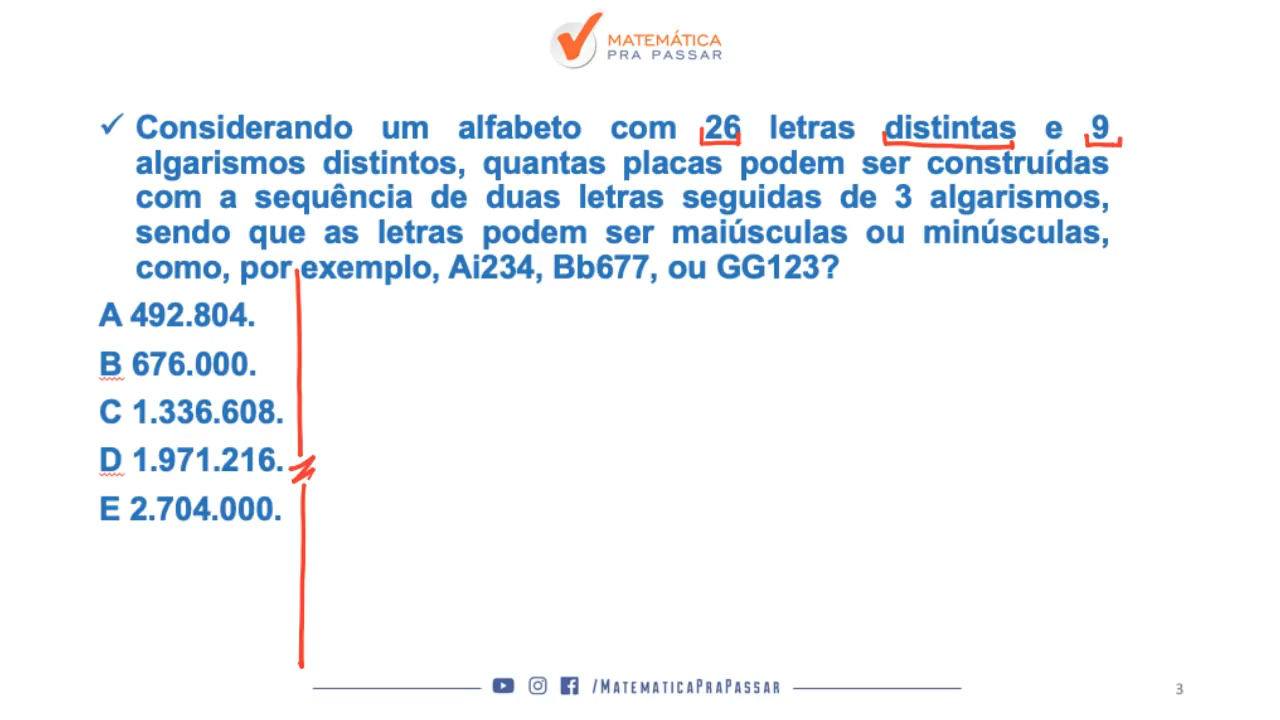 MATEMÁTICA
PRA PASSAR
✓ Considerando um alfabeto com 26 letras distintas e 9
algarismos distintos, quantas placas podem ser construídas
com a sequência de duas letras seguidas de 3 algarismos,
sendo que as letras podem ser maiúsculas ou minúsculas,
como, por exemplo, Ai234, Bb677, ou GG123?
A 492.804.
B 676.000.
C 1.336.608.
D 1.971.216.
E 2.704.000.
/MATEMATICAPRAPASSAR
3